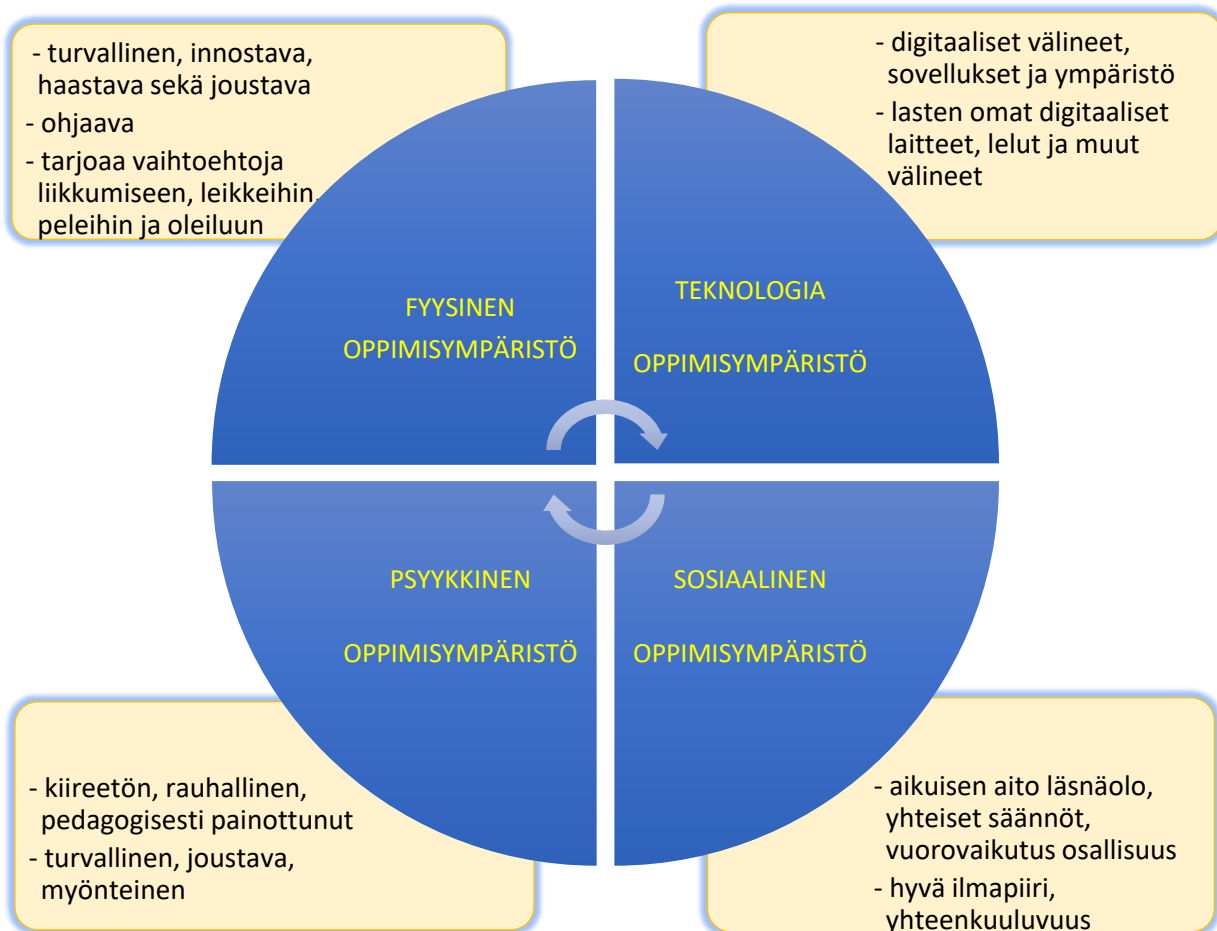 - turvallinen, innostava,
haastava sekä joustava
- ohjaava
- tarjoaa vaihtoehtoja
liikkumiseen, leikkeihin,
peleihin ja oleiluun
- digitaaliset välineet,
sovellukset ja ympäristö
- lasten omat digitaaliset
laitteet, lelut ja muut
välineet
FYYSINEN
OPPIMISYMPÄRISTÖ
TEKNOLOGIA
OPPIMISYMPÄRISTÖ
PSYYKKINEN
OPPIMISYMPÄRISTÖ
SOSIAALINEN
OPPIMISYMPÄRISTÖ
- kiireetön, rauhallinen,
pedagogisesti painottunut
- turvallinen, joustava,
myönteinen
- aikuisen aito läsnäolo,
yhteiset säännöt,
vuorovaikutus osallisuus
- hyvä ilmapiiri,
yhteenkuuluvuus